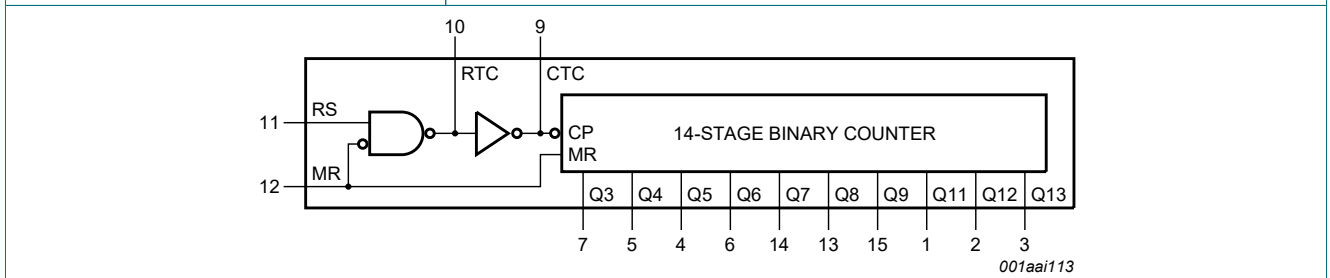 10 9
RTC CTC
11 RS
CP 14-STAGE BINARY COUNTER
MR
12 MR
Q3 Q4 Q5 Q6 Q7 Q8 Q9 Q11 Q12 Q13
7 5 4 6 14 13 15 1 2 3
001aai113